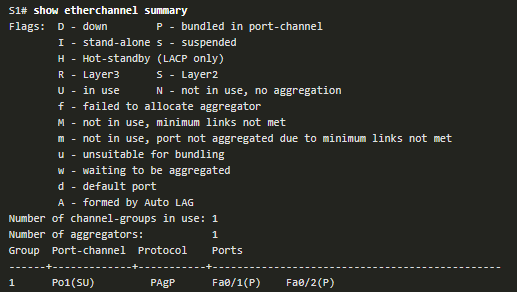 S1# show etherchannel summary
Flags:  D - down        P - bundled in port-channel
        I - stand-alone s - suspended
        H - Hot-standby (LACP only)
        R - Layer3      S - Layer2
        U - in use      N - not in use, no aggregation
        f - failed to allocate aggregator
        M - not in use, minimum links not met
        m - not in use, port not aggregated due to minimum links not met
        u - unsuitable for bundling
        w - waiting to be aggregated
        d - default port
        A - formed by Auto LAG
Number of channel-groups in use: 1
Number of aggregators:           1
Group  Port-channel  Protocol    Ports
------+-------------+-----------+-----------------------------------------------
1      Po1(SU)         PAgP      Fa0/1(P)    Fa0/2(P)